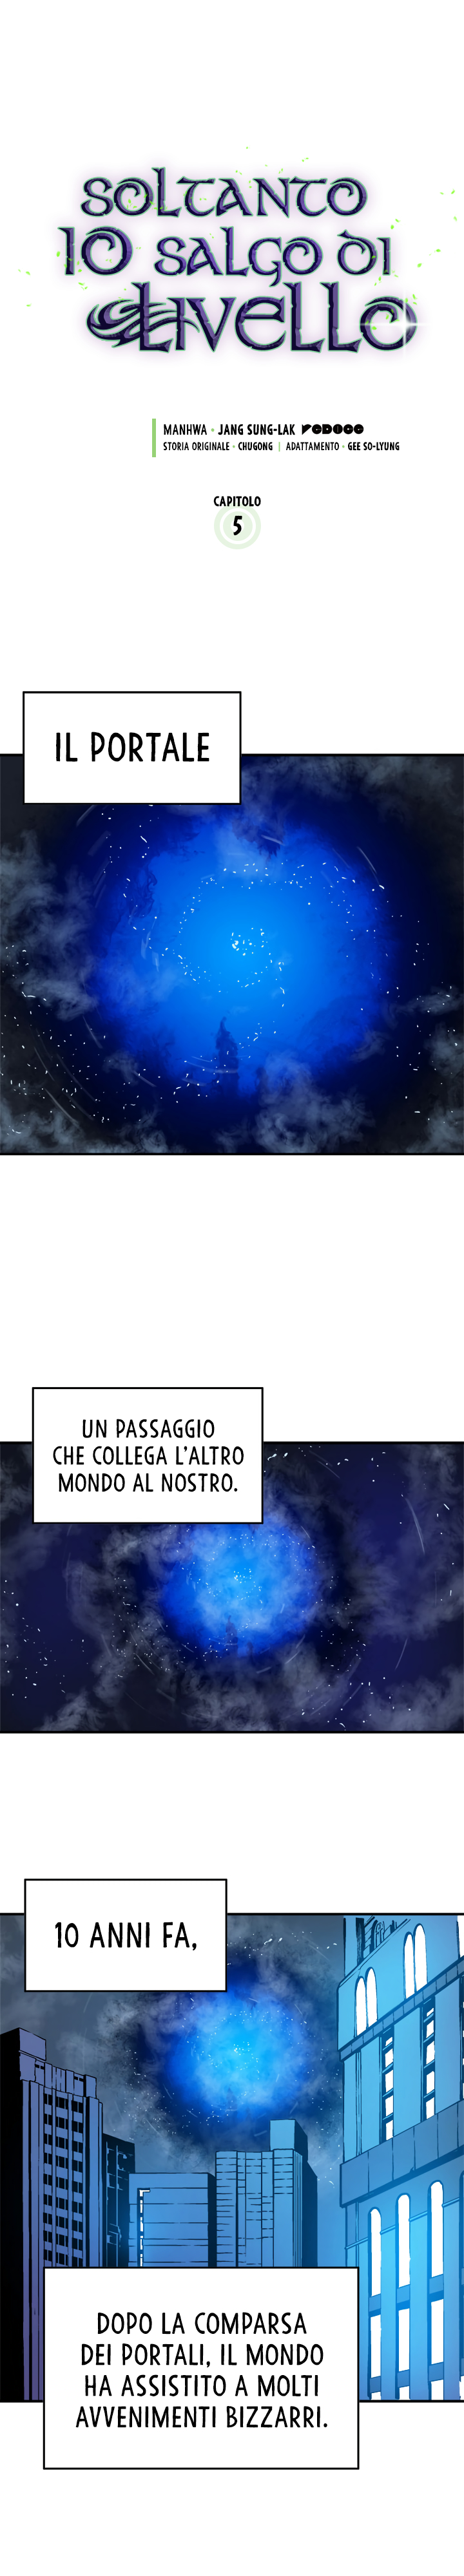 SOLTANTO
IO SALGO DI
LIVELLO
MANHWA • JANG SUNG-LAK REDICE
STORIA ORIGINALE • CHUGONG | ADATTAMENTO • GEE SO-LYUNG
CAPITOLO
5
IL PORTALE
UN PASSAGGIO
CHE COLLEGA L'ALTRO
MONDO AL NOSTRO.
10 ANNI FA,
DOPO LA COMPARSA
DEI PORTALI, IL MONDO
HA ASSISTITO A MOLTI
AVVENIMENTI BIZZARRI.